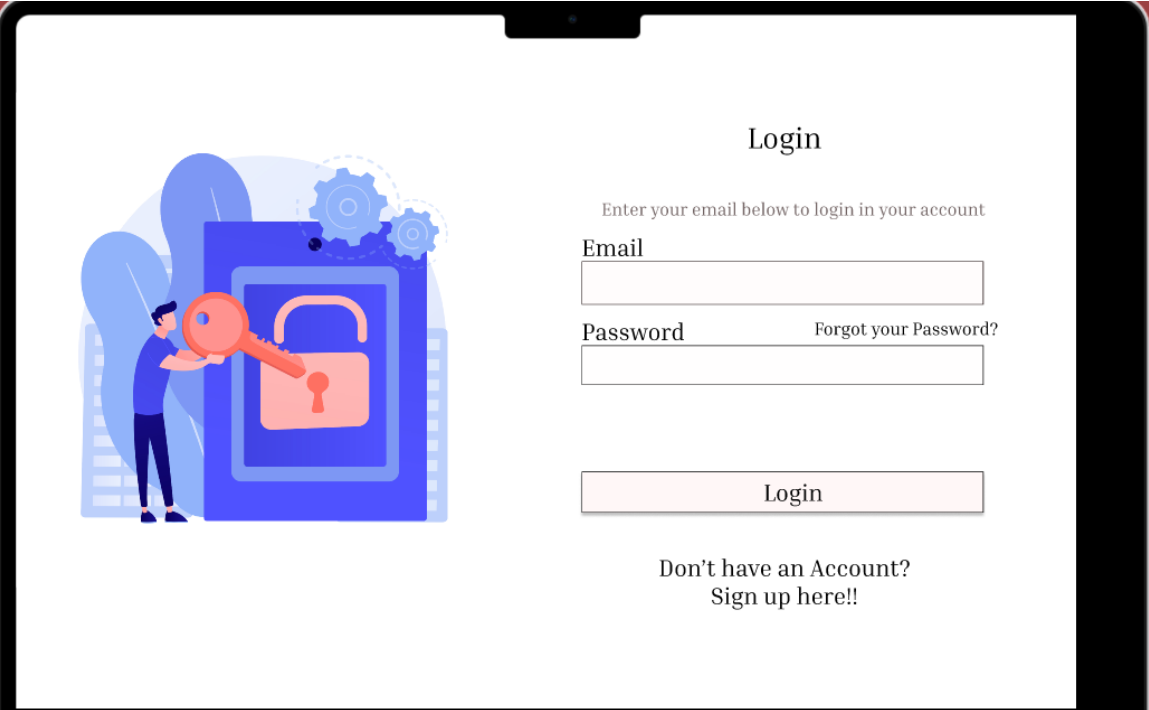 Login
Enter your email below to login in your account
Email
Password
Forgot your Password?
Login
Don’t have an Account?
Sign up here!!